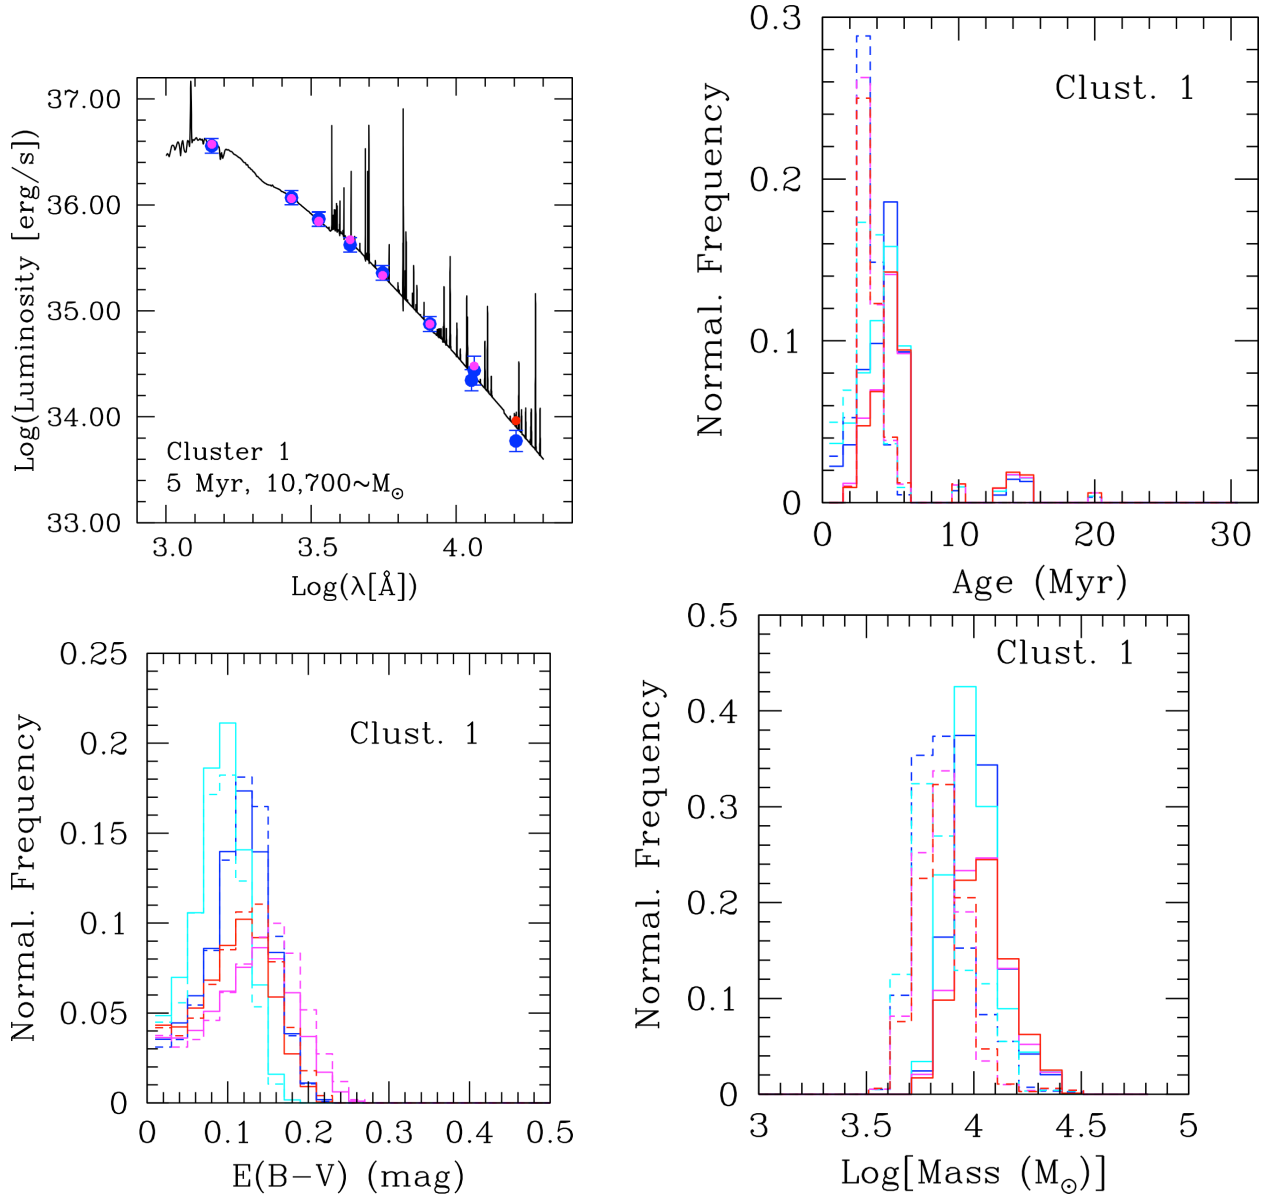 37.00
36.00
35.00
34.00
33.00
Log(Luminosity [erg/s])
Cluster 1
5 Myr, 10,700~M⊙
3.0 3.5 4.0
Log(λ[Å])
0.3
0.2
0.1
0
Normal. Frequency
Clust. 1
0 10 20 30
Age (Myr)
0.25
0.2
0.15
0.1
0.05
0
Normal. Frequency
Clust. 1
0 0.1 0.2 0.3 0.4 0.5
E(B−V) (mag)
0.5
0.4
0.3
0.2
0.1
0
Normal. Frequency
Clust. 1
3 3.5 4 4.5 5
Log[Mass (M⊙)]